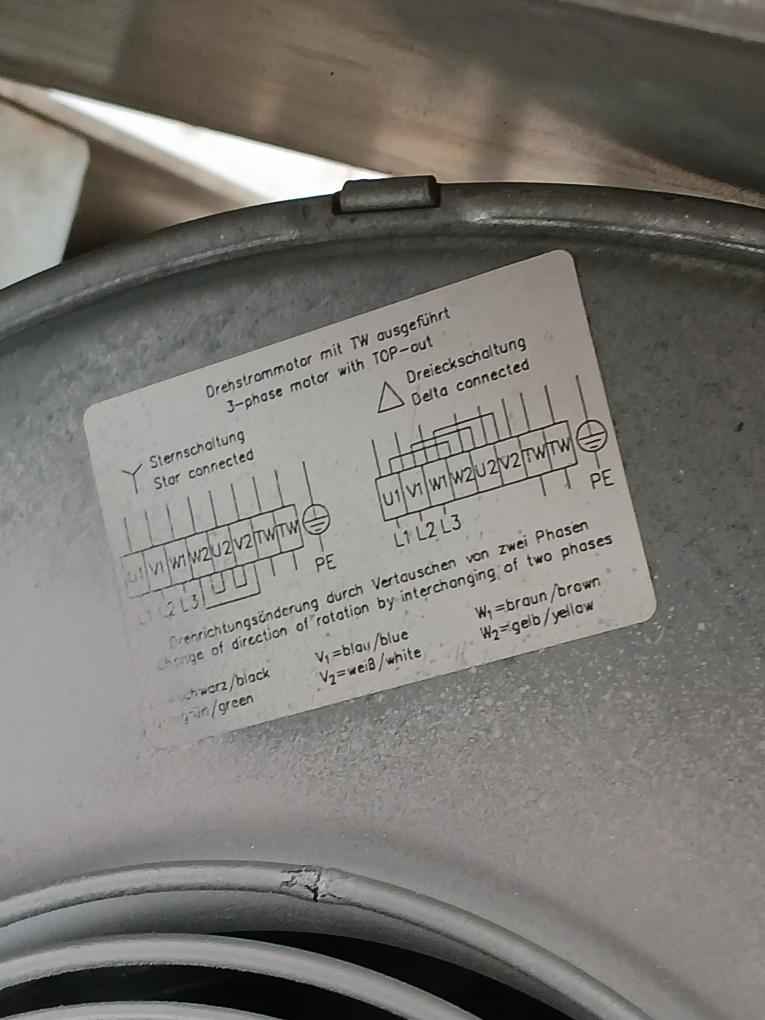 Drehstrommotor mit TW ausgeführt
3-phase motor with TOP-out
Sternschaltung
Star connected
U1 V1 W1 W2 U2 V2 TW TW
L1 L2 L3
PE
Dreieckschaltung
Delta connected
U1 V1 W1 W2 U2 V2 TW TW
L1 L2 L3
PE
Drehrichtungsänderung durch Vertauschen von zwei Phasen
change of direction of rotation by interchanging of two phases
schwarz/black
grün/green
V1=blau/blue
V2=weiß/white
W1=braun/brown
W2=gelb/yellow